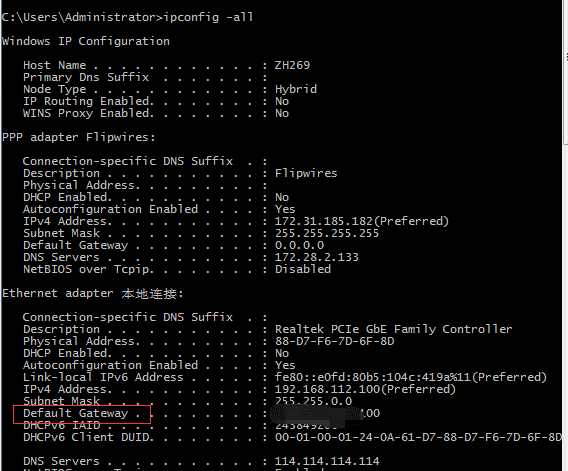 C:\Users\Administrator>ipconfig -all
Windows IP Configuration
Host Name . . . . . . . . . . . . : ZH269
Primary Dns Suffix . . . . . . . :
Node Type . . . . . . . . . . . . : Hybrid
IP Routing Enabled. . . . . . . . : No
WINS Proxy Enabled. . . . . . . . : No
PPP adapter Flipwires:
Connection-specific DNS Suffix . :
Description . . . . . . . . . . . : Flipwires
Physical Address. . . . . . . . . :
DHCP Enabled. . . . . . . . . . . : No
Autoconfiguration Enabled . . . . : Yes
IPv4 Address. . . . . . . . . . . : 172.31.185.182(Preferred)
Subnet Mask . . . . . . . . . . . : 255.255.255.255
Default Gateway . . . . . . . . . : 0.0.0.0
DNS Servers . . . . . . . . . . . : 172.28.2.133
NetBIOS over Tcpip. . . . . . . . : Disabled
Ethernet adapter 本地连接:
Connection-specific DNS Suffix . :
Description . . . . . . . . . . . : Realtek PCIe GbE Family Controller
Physical Address. . . . . . . . . : 88-D7-F6-7D-6F-8D
DHCP Enabled. . . . . . . . . . . : No
Autoconfiguration Enabled . . . . : Yes
Link-local IPv6 Address . . . . . : fe80::e0fd:80b5:104c:419a%11(Preferred)
IPv4 Address. . . . . . . . . . . : 192.168.112.100(Preferred)
Subnet Mask . . . . . . . . . . . : 255.255.0.0
Default Gateway . . . . . . . . . : 100
DHCPv6 IAID . . . . . . . . . . . :
DHCPv6 Client DUID. . . . . . . . : 00-01-00-01-24-0A-61-D7-88-D7-F6-7D-6F-8D
DNS Servers . . . . . . . . . . . : 114.114.114.114